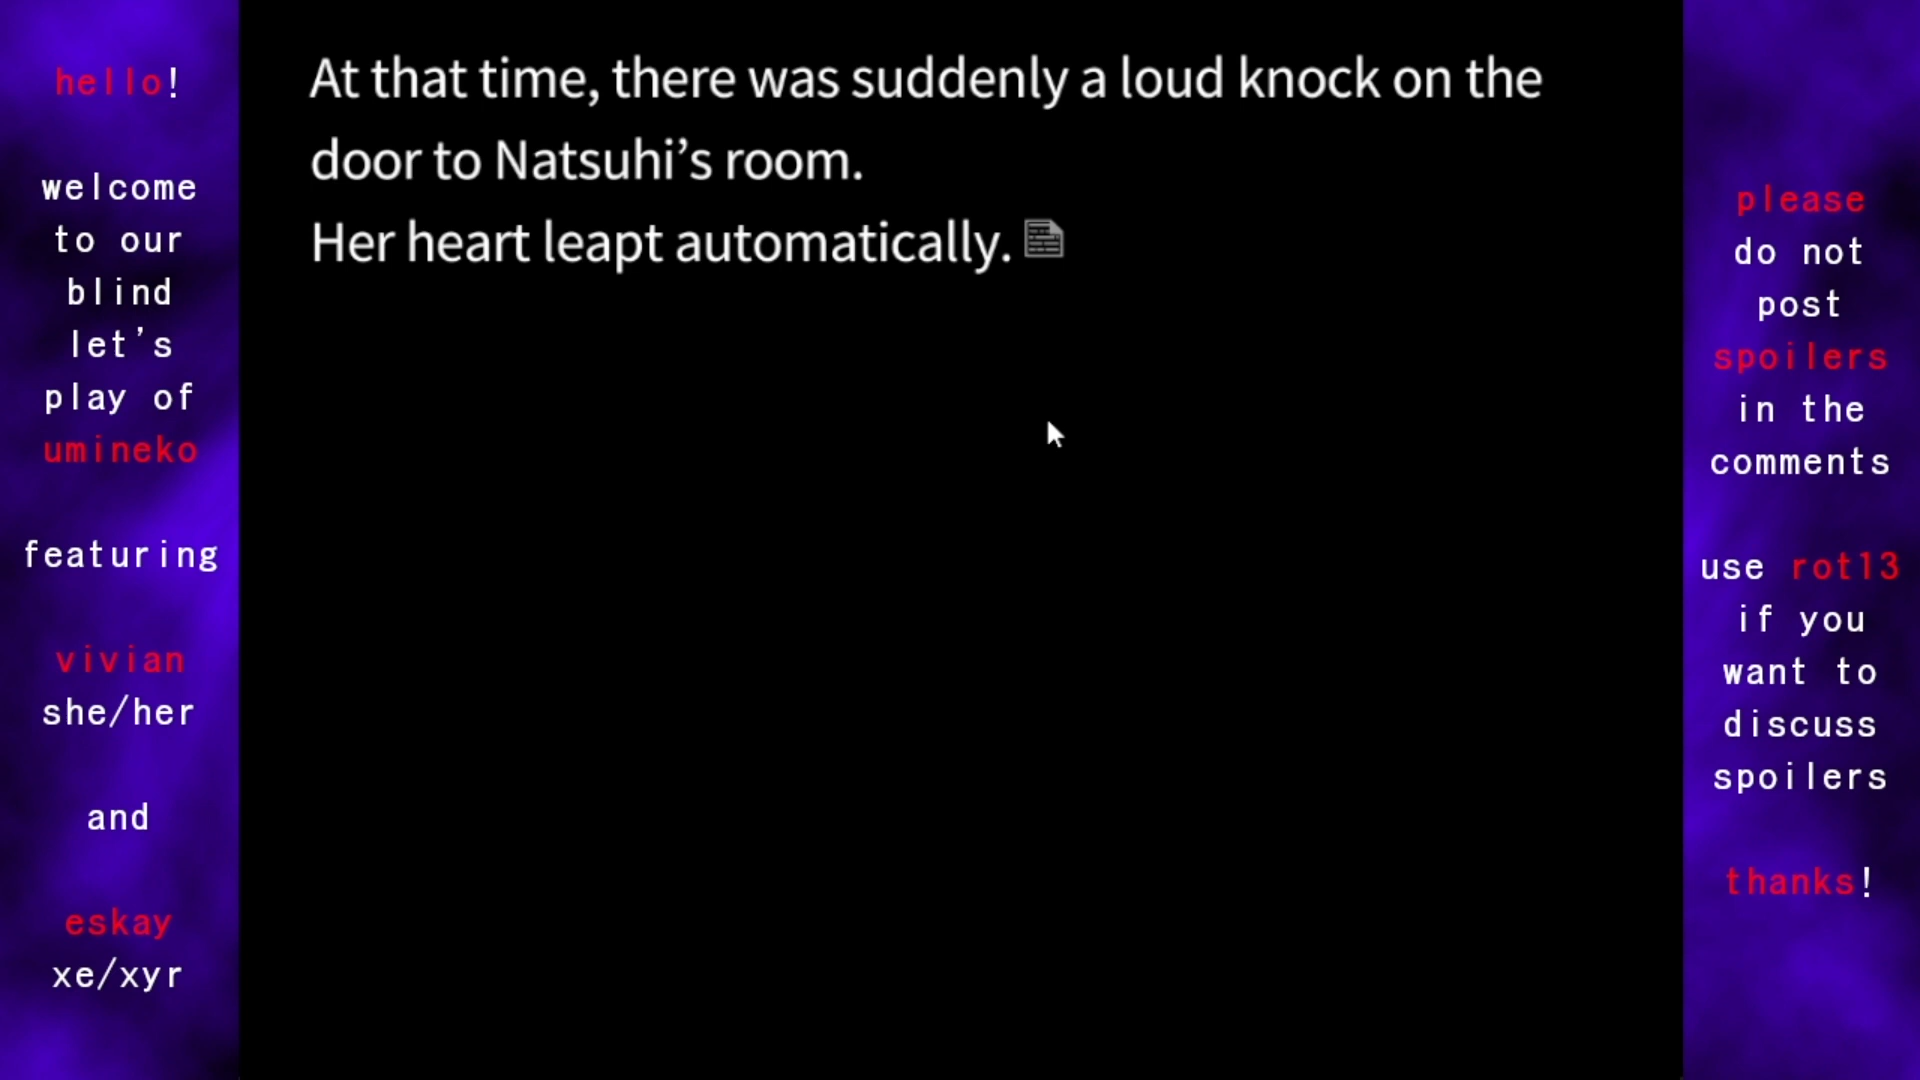 hello!
welcome
to our
blind
let's
play of
umineko
featuring
vivian
she/her
and
eskay
xe/xyr
At that time, there was suddenly a loud knock on the
door to Natsuhi’s room.
Her heart leapt automatically.
please
do not
post
spoilers
in the
comments
use rot13
if you
want to
discuss
spoilers
thanks!